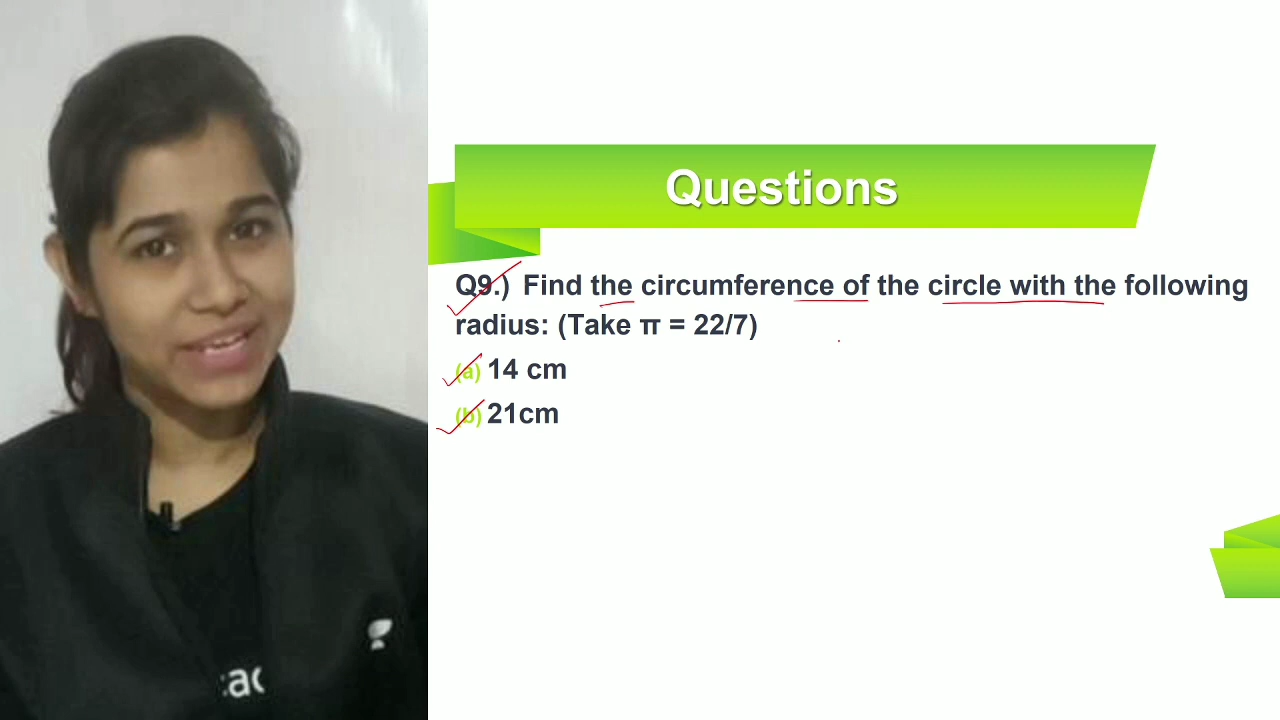 Questions
Q9.) Find the circumference of the circle with the following
radius: (Take π = 22/7)
(a) 14 cm
(b) 21cm